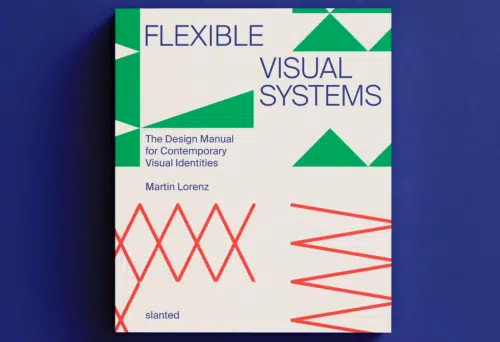 FLEXIBLE
VISUAL
SYSTEMS
The Design Manual
for Contemporary
Visual Identities
Martin Lorenz
slanted